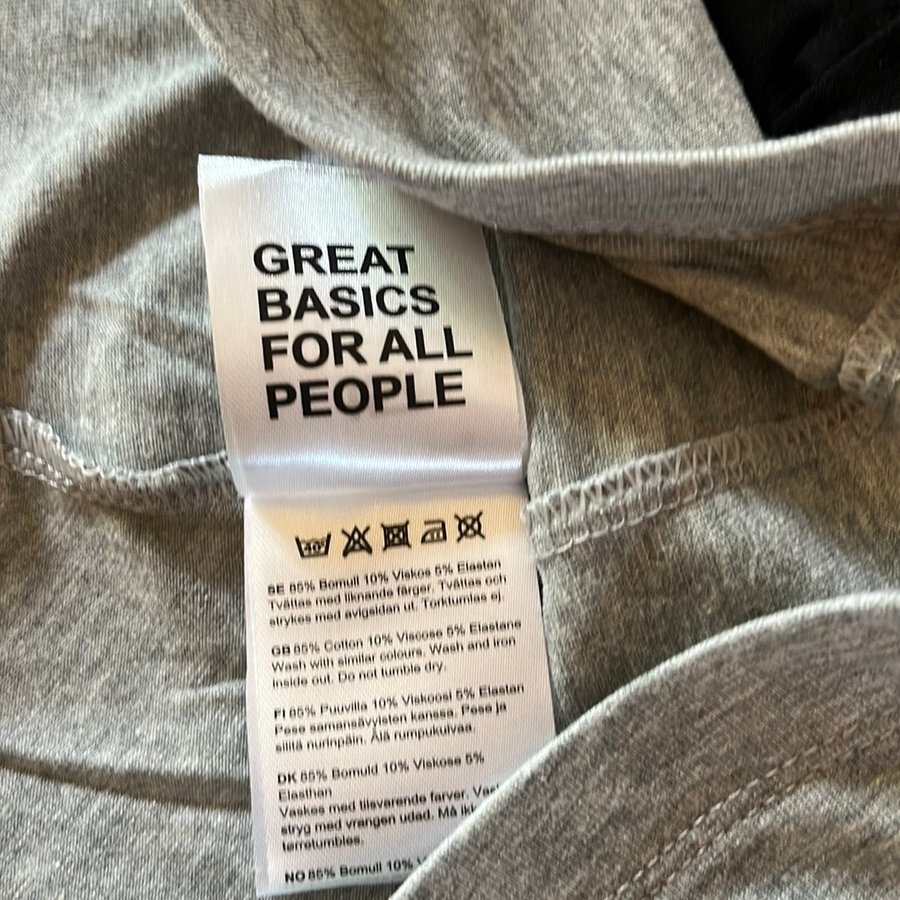 GREAT
BASICS
FOR ALL
PEOPLE
40°
SE 85% Bomull 10% Viskos 5% Elastan
Tvättas med liknande färger. Tvättas och
strykes med avigsidan ut. Torktumlas ej.
GB 85% Cotton 10% Viscose 5% Elastane
Wash with similar colours. Wash and iron
inside out. Do not tumble dry.
FI 85% Puuvilla 10% Viskoosi 5% Elastan
Pese samansävyisten kanssa. Pese ja
silitä nurinpäin. Älä rumpukuivaa.
DK 85% Bomuld 10% Viskose 5%
Elasthan
Vaskes med tilsvarende farver.
stryg med vrangen udad. Må
tørretumbles.
NO 85% Bomull 10%